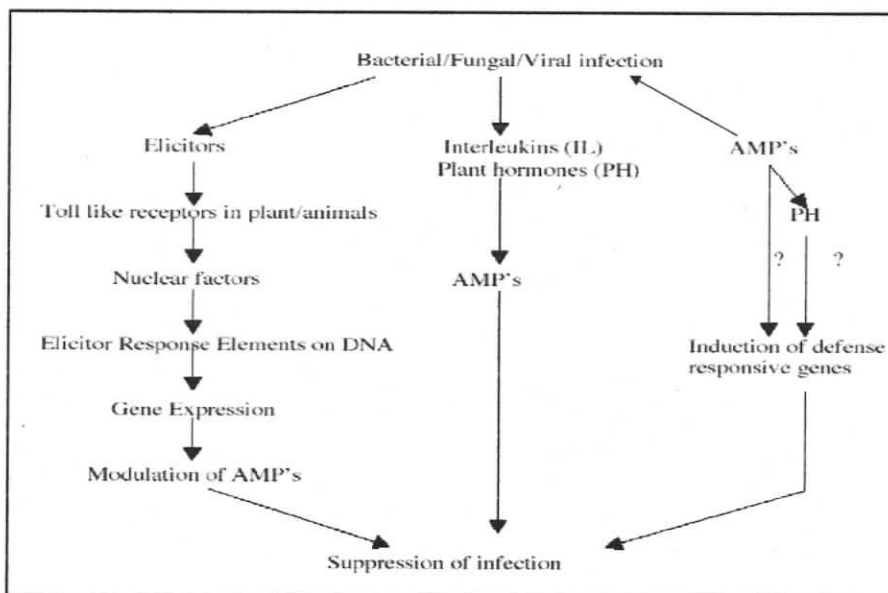 Bacterial/Fungal/Viral infection
Elicitors
Interleukins (IL)
Plant hormones (PH)
AMP's
Toll like receptors in plant/animals
PH
Nuclear factors
AMP's
? ?
Elicitor Response Elements on DNA
Induction of defense
responsive genes
Gene Expression
Modulation of AMP's
Suppression of infection